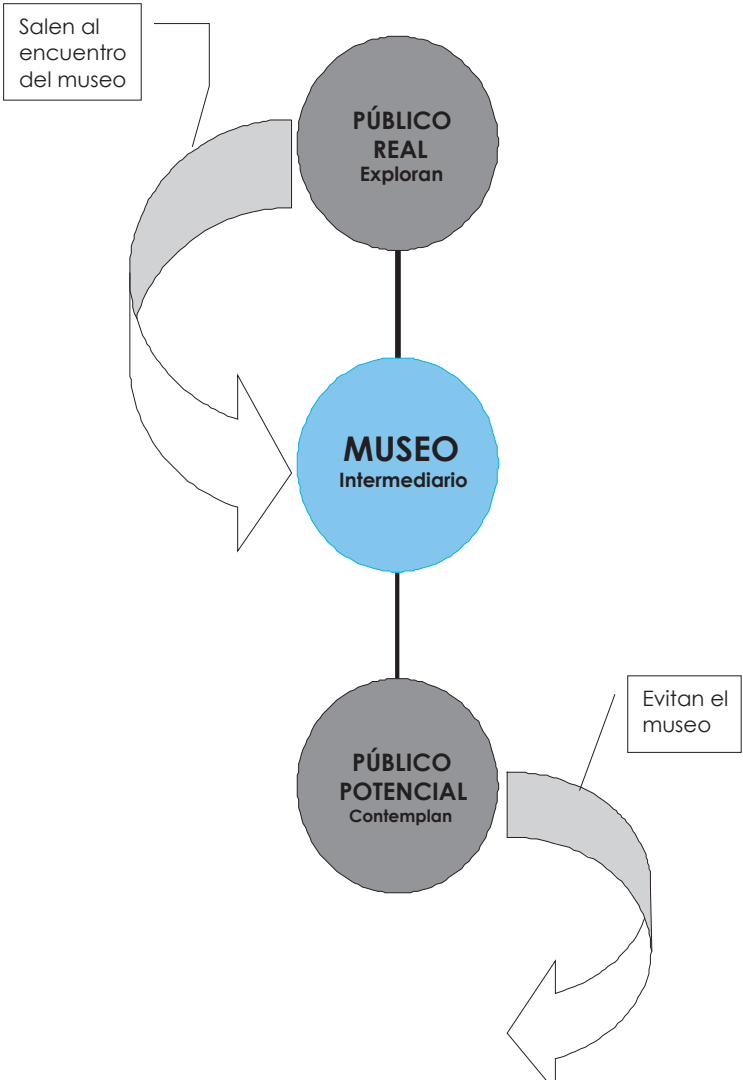 Salen al
encuentro
del museo
PÚBLICO
REAL
Exploran
MUSEO
Intermediario
Evitan el
museo
PÚBLICO
POTENCIAL
Contemplan